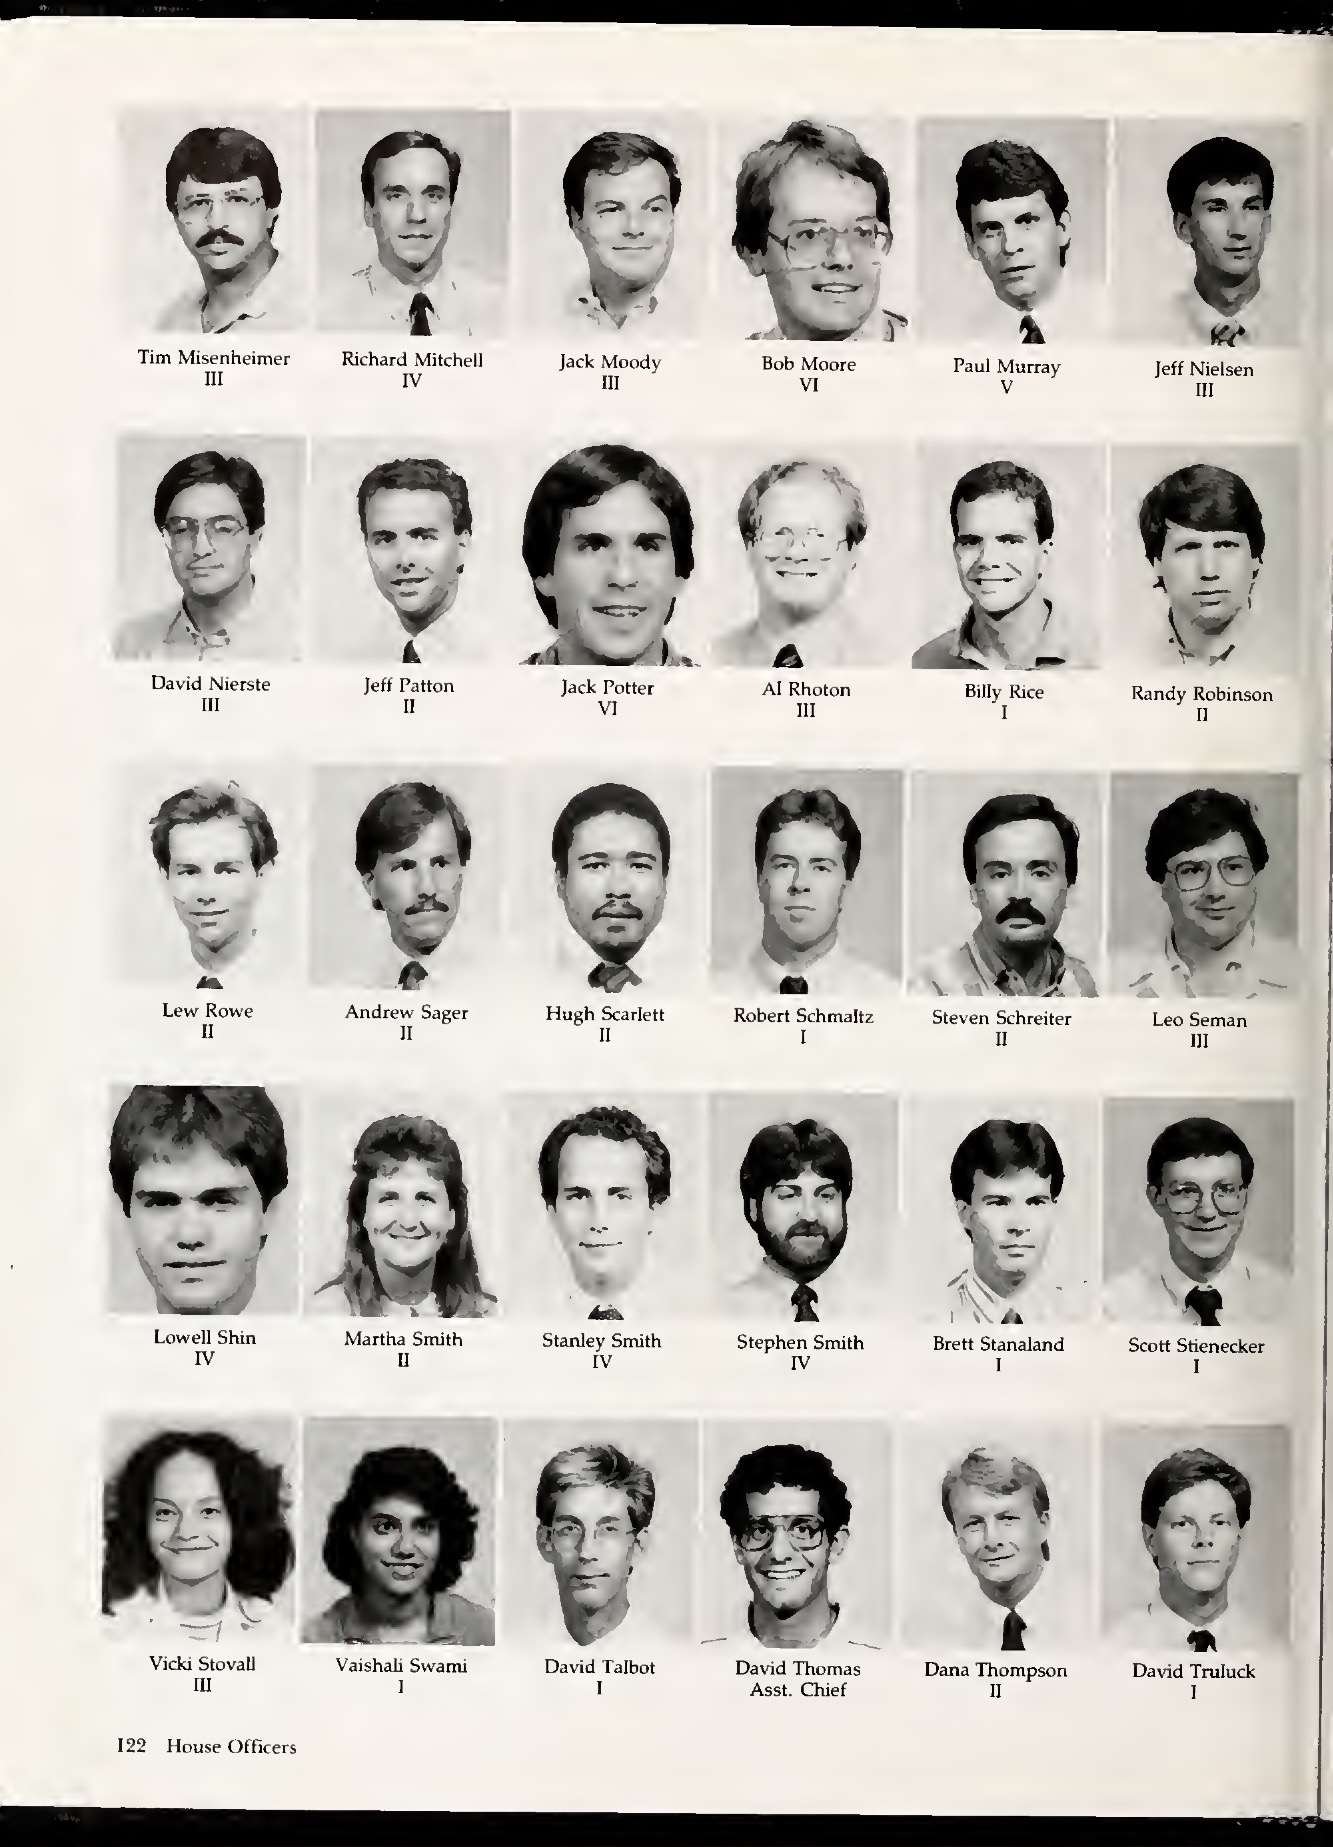 Tim Misenheimer
III
Richard Mitchell
IV
Jack Moody
III
Bob Moore
VI
Paul Murray
V
Jeff Nielsen
III
David Nierste
III
Jeff Patton
II
Jack Potter
VI
Al Rhoton
III
Billy Rice
I
Randy Robinson
II
Lew Rowe
II
Andrew Sager
II
Hugh Scarlett
II
Robert Schmaltz
I
Steven Schreiter
II
Leo Seman
III
Lowell Shin
IV
Martha Smith
II
Stanley Smith
IV
Stephen Smith
IV
Brett Stanaland
I
Scott Stienecker
I
Vicki Stovall
III
Vaishali Swami
I
David Talbot
I
David Thomas
Asst. Chief
Dana Thompson
II
David Truluck
I
122 House Officers